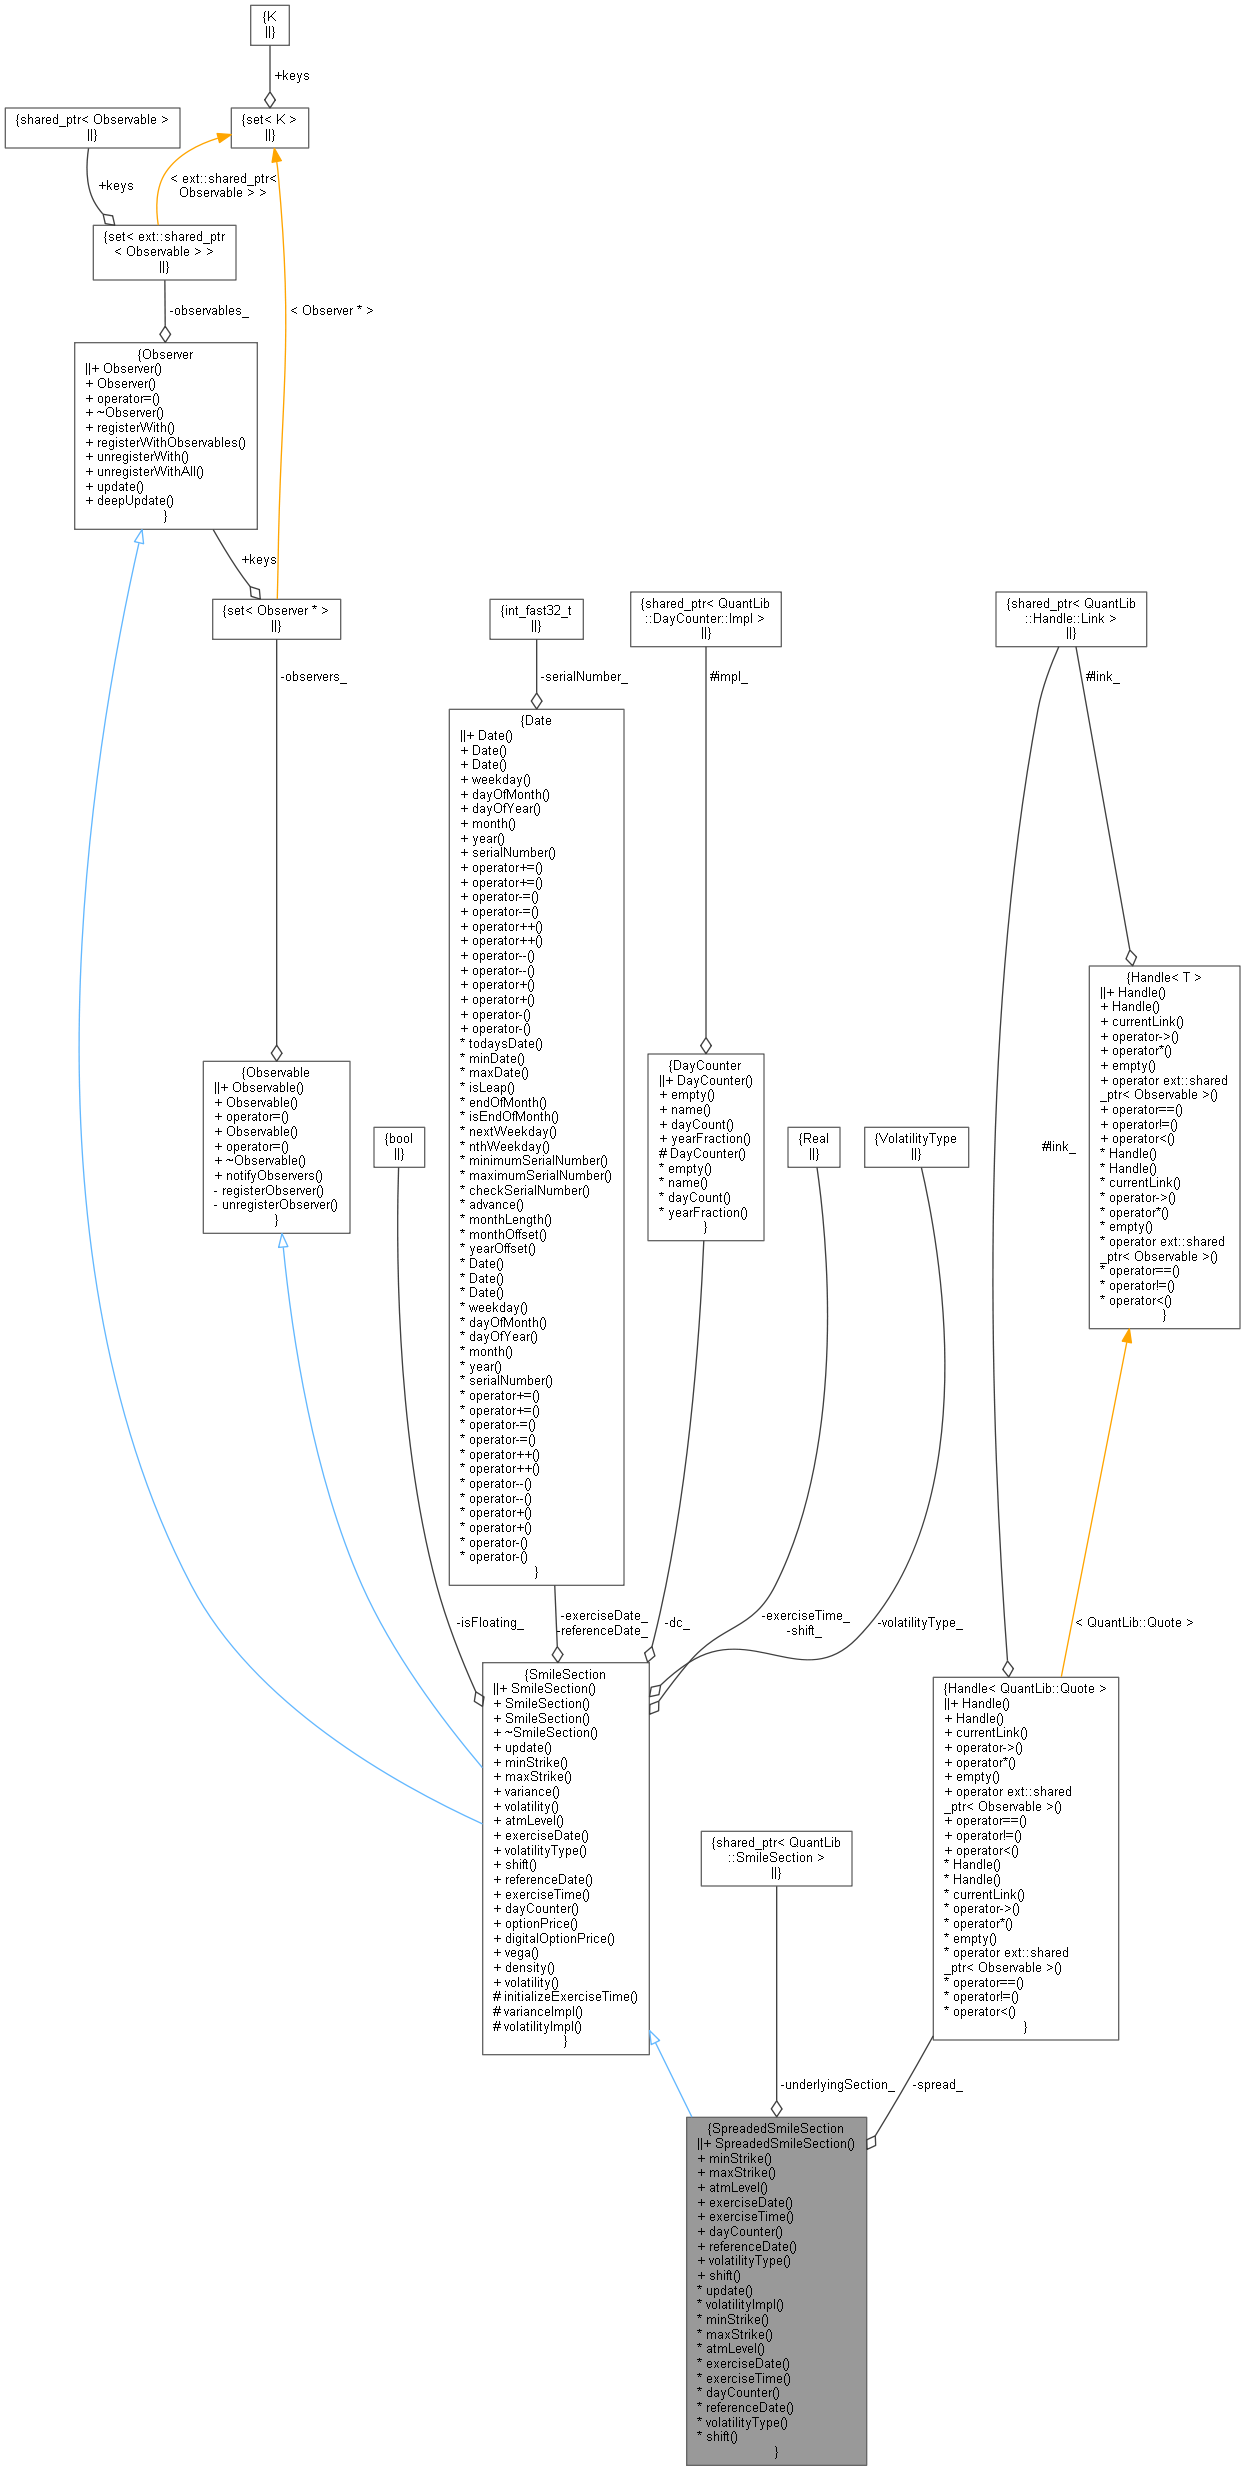 {K
||}
+keys
{shared_ptr< Observable >
||}
{set< K >
||}
+keys
< ext::shared_ptr<
Observable > >
{set< ext::shared_ptr
< Observable > >
||}
-observables_
< Observer * >
{Observer
||+ Observer()
+ Observer()
+ operator=()
+ ~Observer()
+ registerWith()
+ registerWithObservables()
+ unregisterWith()
+ unregisterWithAll()
+ update()
+ deepUpdate()
}
+keys
{set< Observer * >
||}
-observers_
{int_fast32_t
||}
-serialNumber_
{shared_ptr< QuantLib
::DayCounter::Impl >
||}
#impl_
{shared_ptr< QuantLib
::Handle::Link >
||}
#link_
{Date
||+ Date()
+ Date()
+ Date()
+ weekday()
+ dayOfMonth()
+ dayOfYear()
+ month()
+ year()
+ serialNumber()
+ operator+=()
+ operator+=()
+ operator-=()
+ operator-=()
+ operator++()
+ operator++()
+ operator--()
+ operator--()
+ operator+()
+ operator+()
+ operator-()
+ operator-()
* todaysDate()
* minDate()
* maxDate()
* isLeap()
* endOfMonth()
* isEndOfMonth()
* nextWeekday()
* nthWeekday()
* minimumSerialNumber()
* maximumSerialNumber()
* checkSerialNumber()
* advance()
* monthLength()
* monthOffset()
* yearOffset()
* Date()
* Date()
* Date()
* weekday()
* dayOfMonth()
* dayOfYear()
* month()
* year()
* serialNumber()
* operator+=()
* operator+=()
* operator-=()
* operator-=()
* operator++()
* operator++()
* operator--()
* operator--()
* operator+()
* operator+()
* operator-()
* operator-()
}
{Handle< T >
||+ Handle()
+ Handle()
+ currentLink()
+ operator->()
+ operator*()
+ empty()
+ operator ext::shared
_ptr< Observable >()
+ operator==()
+ operator!=()
+ operator<()
* Handle()
* Handle()
* currentLink()
* operator->()
* operator*()
* empty()
* operator ext::shared
_ptr< Observable >()
* operator==()
* operator!=()
* operator<()
}
{Observable
||+ Observable()
+ Observable()
+ operator=()
+ Observable()
+ operator=()
+ ~Observable()
+ notifyObservers()
- registerObserver()
- unregisterObserver()
}
{bool
||}
{DayCounter
||+ DayCounter()
+ empty()
+ name()
+ dayCount()
+ yearFraction()
# DayCounter()
* empty()
* name()
* dayCount()
* yearFraction()
}
{Real
||}
{VolatilityType
||}
#link_
-isFloating_
-exerciseDate_
-referenceDate_
-dc_
-exerciseTime_
-shift_
-volatilityType_
< QuantLib::Quote >
{SmileSection
||+ SmileSection()
+ SmileSection()
+ SmileSection()
+ ~SmileSection()
+ update()
+ minStrike()
+ maxStrike()
+ variance()
+ volatility()
+ atmLevel()
+ exerciseDate()
+ volatilityType()
+ shift()
+ referenceDate()
+ exerciseTime()
+ dayCounter()
+ optionPrice()
+ digitalOptionPrice()
+ vega()
+ density()
+ volatility()
# initializeExerciseTime()
# varianceImpl()
# volatilityImpl()
}
{shared_ptr< QuantLib
::SmileSection >
||}
{Handle< QuantLib::Quote >
||+ Handle()
+ Handle()
+ currentLink()
+ operator->()
+ operator*()
+ empty()
+ operator ext::shared
_ptr< Observable >()
+ operator==()
+ operator!=()
+ operator<()
* Handle()
* Handle()
* currentLink()
* operator->()
* operator*()
* empty()
* operator ext::shared
_ptr< Observable >()
* operator==()
* operator!=()
* operator<()
}
-underlyingSection_
-spread_
{SpreadedSmileSection
||+ SpreadedSmileSection()
+ minStrike()
+ maxStrike()
+ atmLevel()
+ exerciseDate()
+ exerciseTime()
+ dayCounter()
+ referenceDate()
+ volatilityType()
+ shift()
* update()
* volatilityImpl()
* minStrike()
* maxStrike()
* atmLevel()
* exerciseDate()
* exerciseTime()
* dayCounter()
* referenceDate()
* volatilityType()
* shift()
}